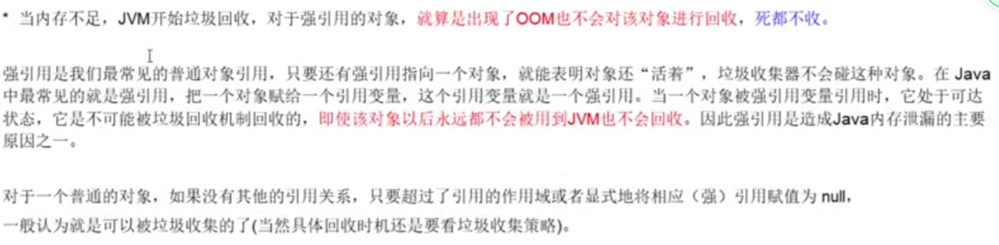 * 当内存不足，JVM开始垃圾回收，对于强引用的对象，就算是出现了OOM也不会对该对象进行回收，死都不收。
强引用是我们最常见的普通对象引用，只要还有强引用指向一个对象，就能表明对象还“活着”，垃圾收集器不会碰这种对象。在 Java
中最常见的就是强引用，把一个对象赋给一个引用变量，这个引用变量就是一个强引用。当一个对象被强引用变量引用时，它处于可达
状态，它是不可能被垃圾回收机制回收的，即使该对象以后永远都不会被用到JVM也不会回收。因此强引用是造成Java内存泄漏的主要
原因之一。
对于一个普通的对象，如果没有其他的引用关系，只要超过了引用的作用域或者显式地将相应（强）引用赋值为 null，
一般认为就是可以被垃圾收集的了(当然具体回收时机还是要看垃圾收集策略)。